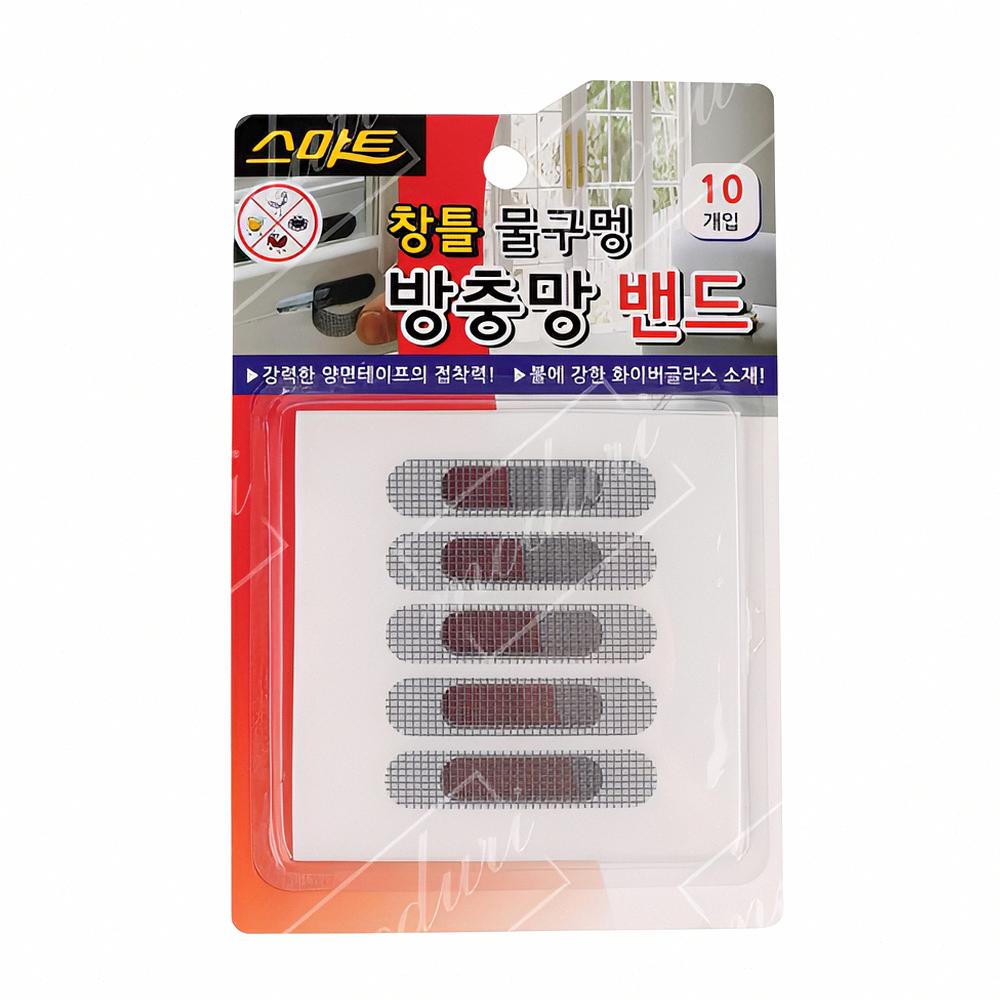 스마트
10
개입
창틀 물구멍
방충망 밴드
▶강력한 양면테이프의 접착력! ▶불에 강한 화이버글라스 소재!